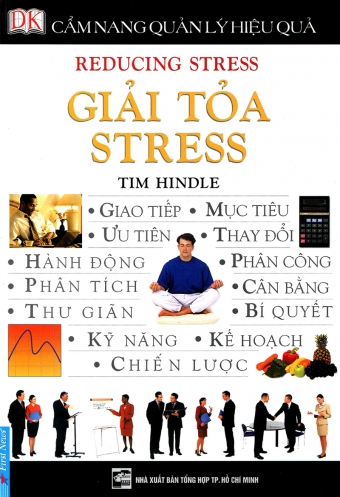 DK CẨM NANG QUẢN LÝ HIỆU QUẢ
REDUCING STRESS
GIẢI TỎA
STRESS
TIM HINDLE
• GIAO TIẾP • MỤC TIÊU
• ƯU TIÊN • THAY ĐỔI
• HÀNH ĐỘNG • PHÂN CÔNG
• PHÂN TÍCH • CÂN BẰNG
• THƯ GIÃN • BÍ QUYẾT
• KỸ NĂNG • KẾ HOẠCH
• CHIẾN LƯỢC
First News
NHÀ XUẤT BẢN TỔNG HỢP TP. HỒ CHÍ MINH